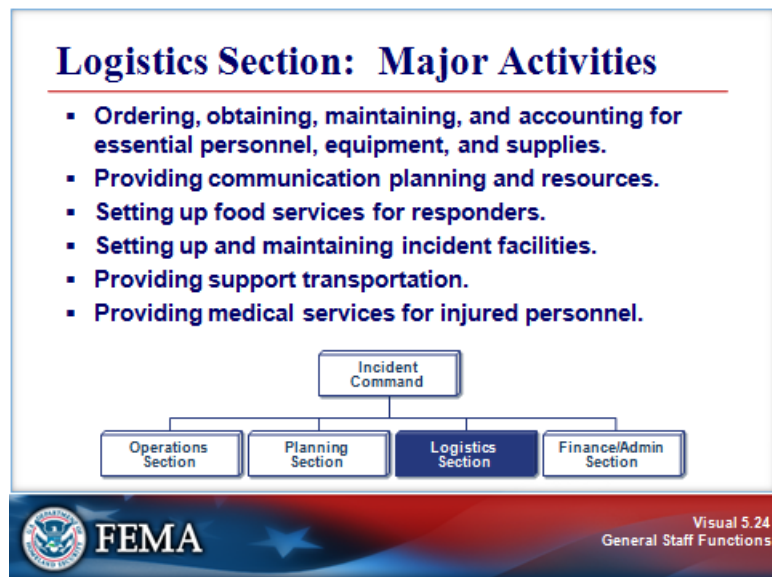 Logistics Section: Major Activities
▪ Ordering, obtaining, maintaining, and accounting for
essential personnel, equipment, and supplies.
▪ Providing communication planning and resources.
▪ Setting up food services for responders.
▪ Setting up and maintaining incident facilities.
▪ Providing support transportation.
▪ Providing medical services for injured personnel.
Incident
Command
Operations
Section
Planning
Section
Logistics
Section
Finance/Admin
Section
FEMA
Visual 5.24
General Staff Functions